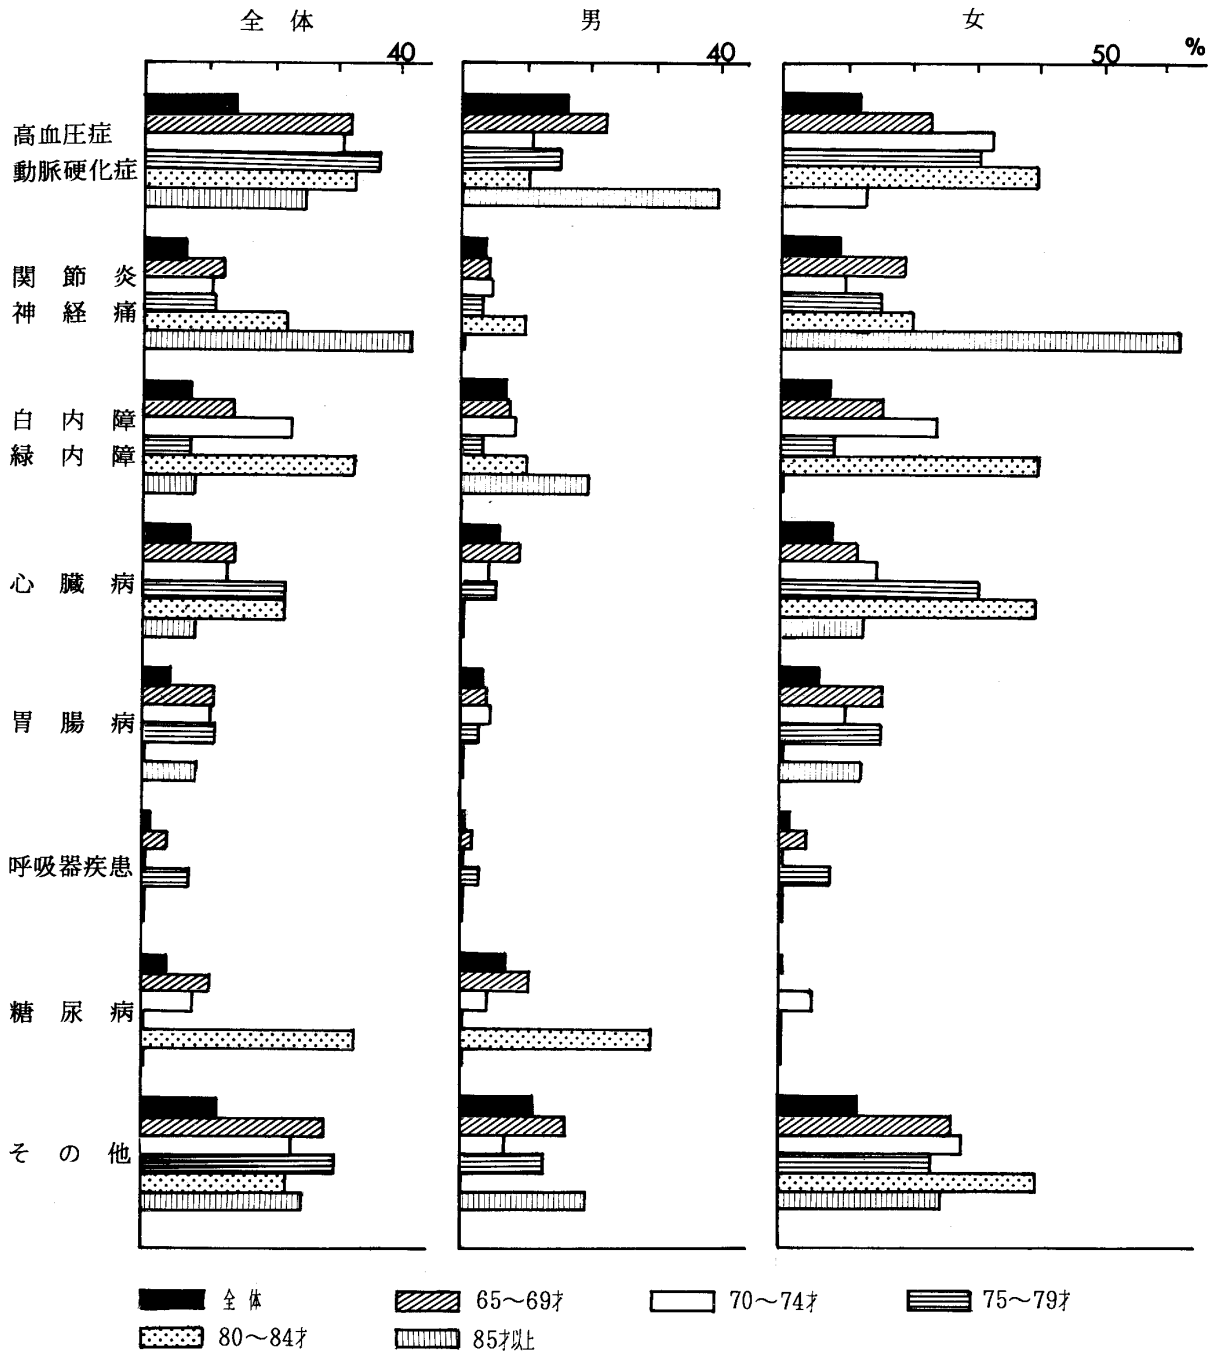 全体 男 女
40 40 50 %
高血圧症
動脈硬化症
関節炎
神経痛
白内障
緑内障
心臓病
胃腸病
呼吸器疾患
糖尿病
その他
全体 65～69才 70～74才 75～79才
80～84才 85才以上